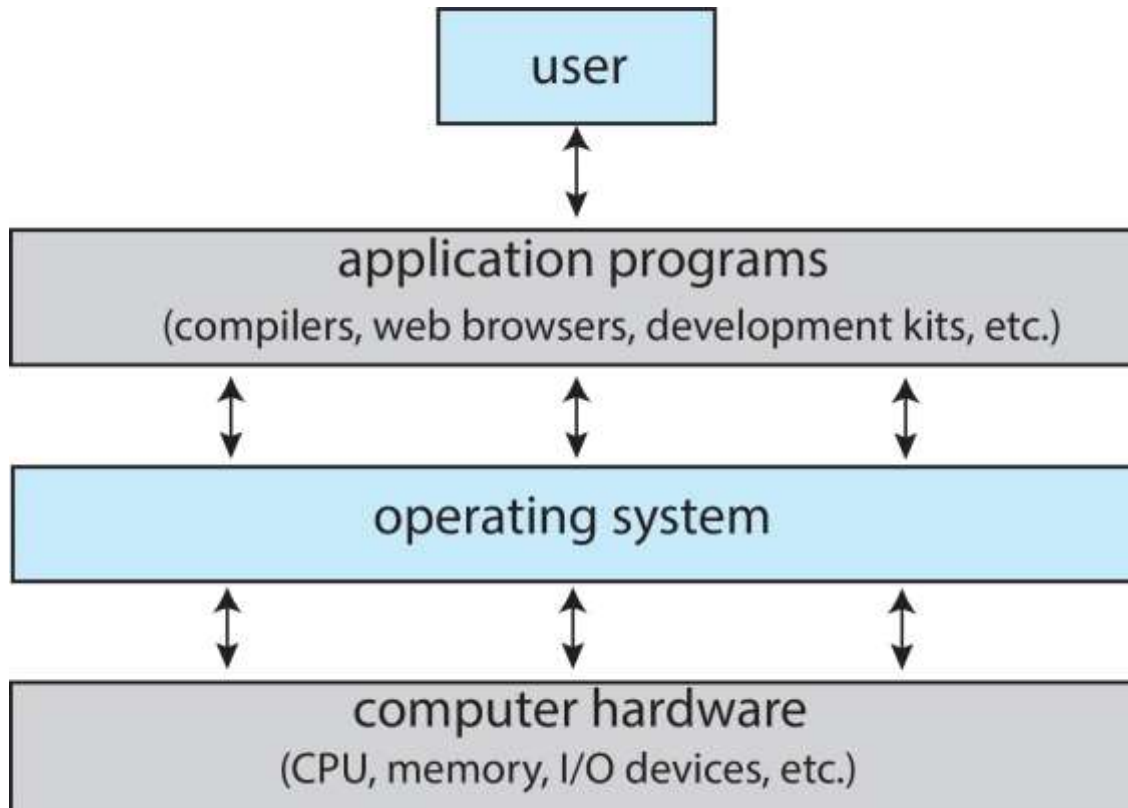 user
application programs
(compilers, web browsers, development kits, etc.)
operating system
computer hardware
(CPU, memory, I/O devices, etc.)